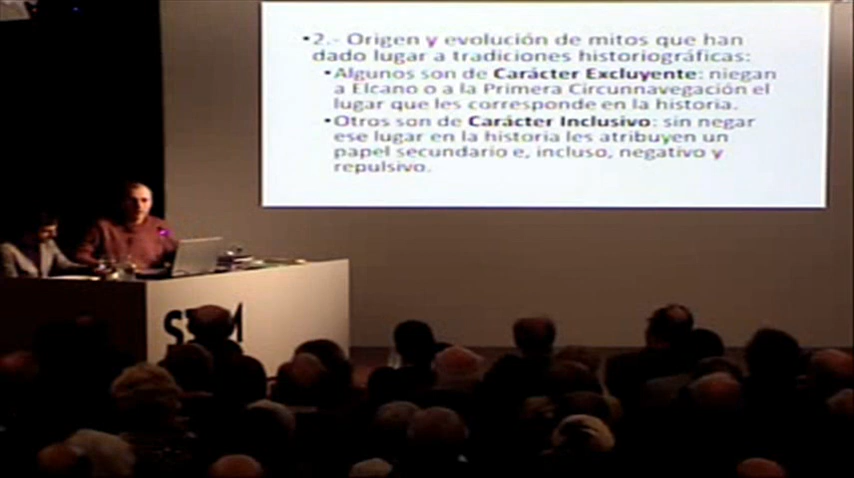 •2.- Origen y evolución de mitos que han
dado lugar a tradiciones historiográficas:
•Algunos son de Carácter Excluyente: niegan
a Elcano o a la Primera Circunnavegación el
lugar que les corresponde en la historia.
•Otros son de Carácter Inclusivo: sin negar
ese lugar en la historia les atribuyen un
papel secundario e, incluso, negativo y
repulsivo.